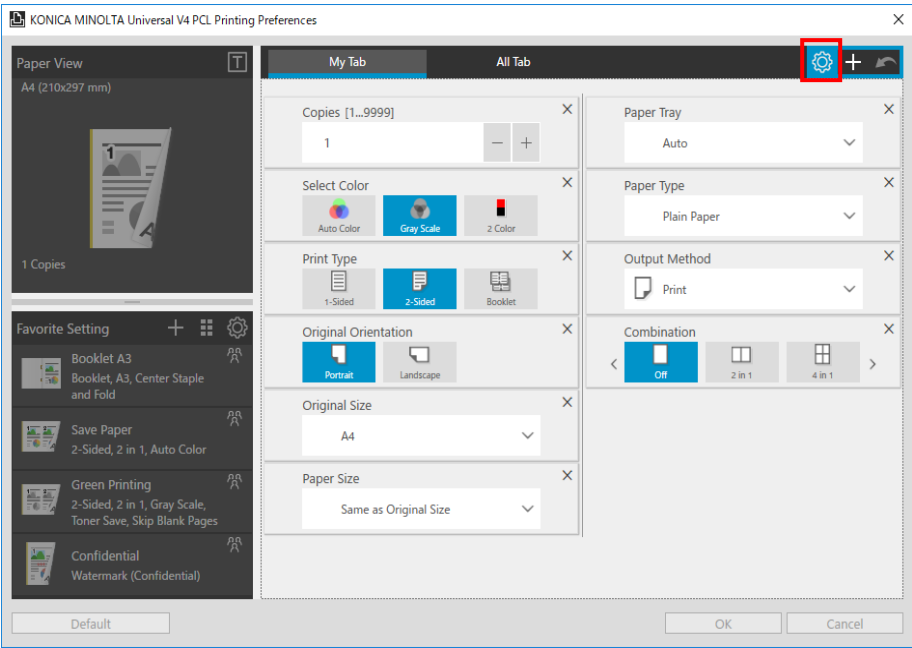 KONICA MINOLTA Universal V4 PCL Printing Preferences
Paper View
T
A4 (210x297 mm)
1
A
1 Copies
Favorite Setting
Booklet A3
Booklet, A3, Center Staple
and Fold
Save Paper
2-Sided, 2 in 1, Auto Color
Green Printing
2-Sided, 2 in 1, Gray Scale,
Toner Save, Skip Blank Pages
Confidential
Watermark (Confidential)
My Tab
All Tab
Copies [1...9999]
1
Select Color
Auto Color
Gray Scale
2 Color
Print Type
1-Sided
2-Sided
Booklet
Original Orientation
Portrait
Landscape
Original Size
A4
Paper Size
Same as Original Size
Paper Tray
Auto
Paper Type
Plain Paper
Output Method
Print
Combination
Off
2 in 1
4 in 1
Default
OK
Cancel